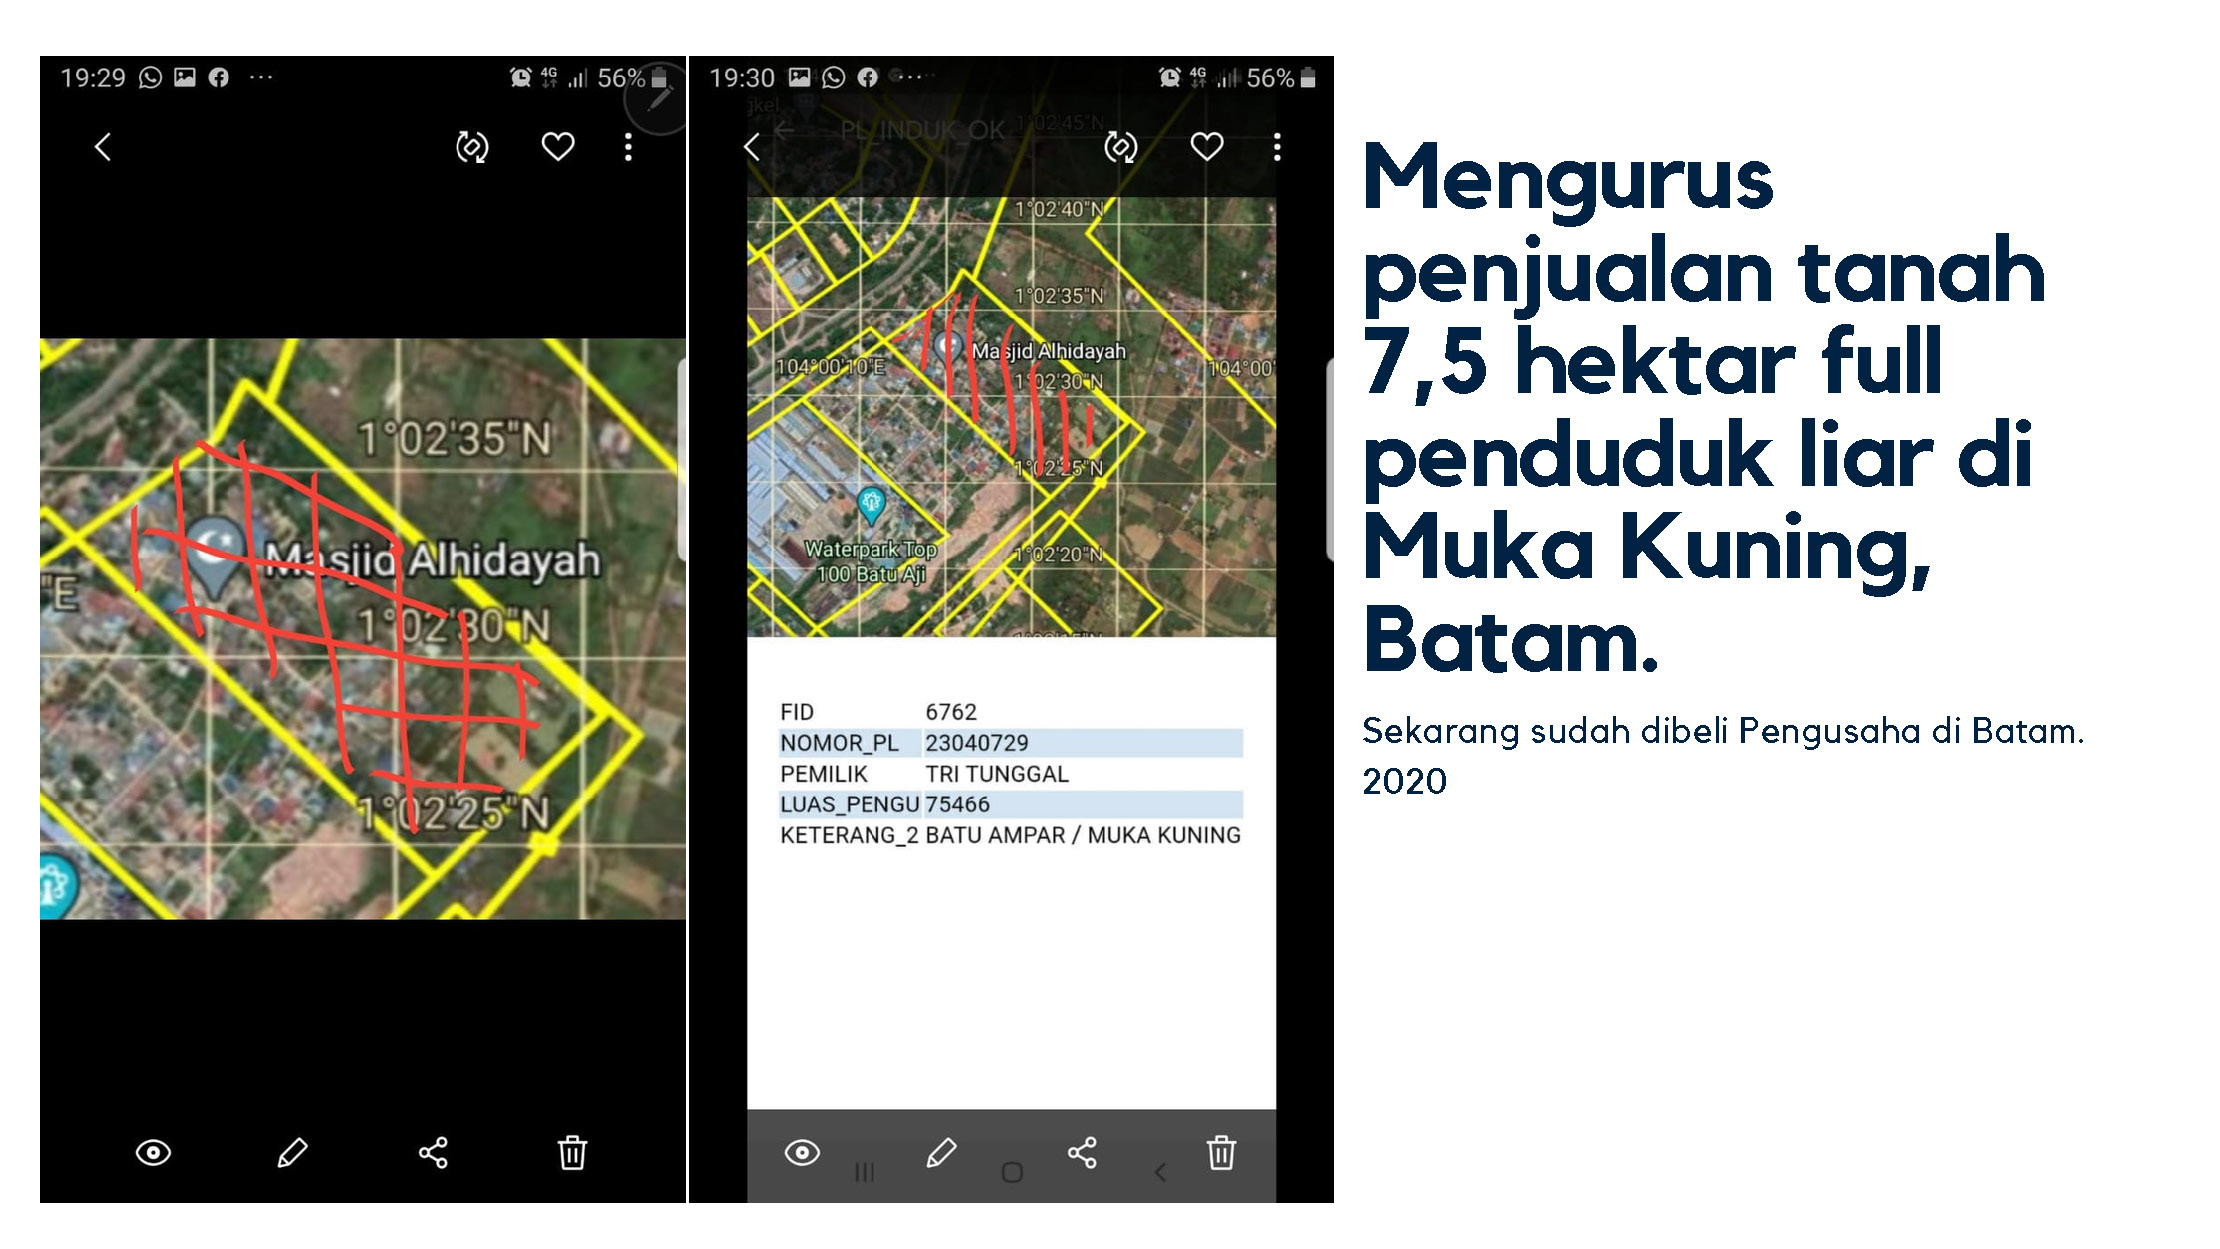 19:29
56%
1°02'35"N
Masjid Alhidayah
"E
1°02'30"N
1°02'25"N
19:30
56%
PL_INDUK_OK
1°02'45"N
1°02'40"N
1°02'35"N
Masjid Alhidayah
104°00'10"E
104°00'
1°02'30"N
1°02'25"N
Waterpark Top
100 Batu Aji
1°02'20"N
FID 6762
NOMOR_PL 23040729
PEMILIK TRI TUNGGAL
LUAS_PENGU 75466
KETERANG_2 BATU AMPAR / MUKA KUNING
Mengurus
penjualan tanah
7,5 hektar full
penduduk liar di
Muka Kuning,
Batam.
Sekarang sudah dibeli Pengusaha di Batam.
2020